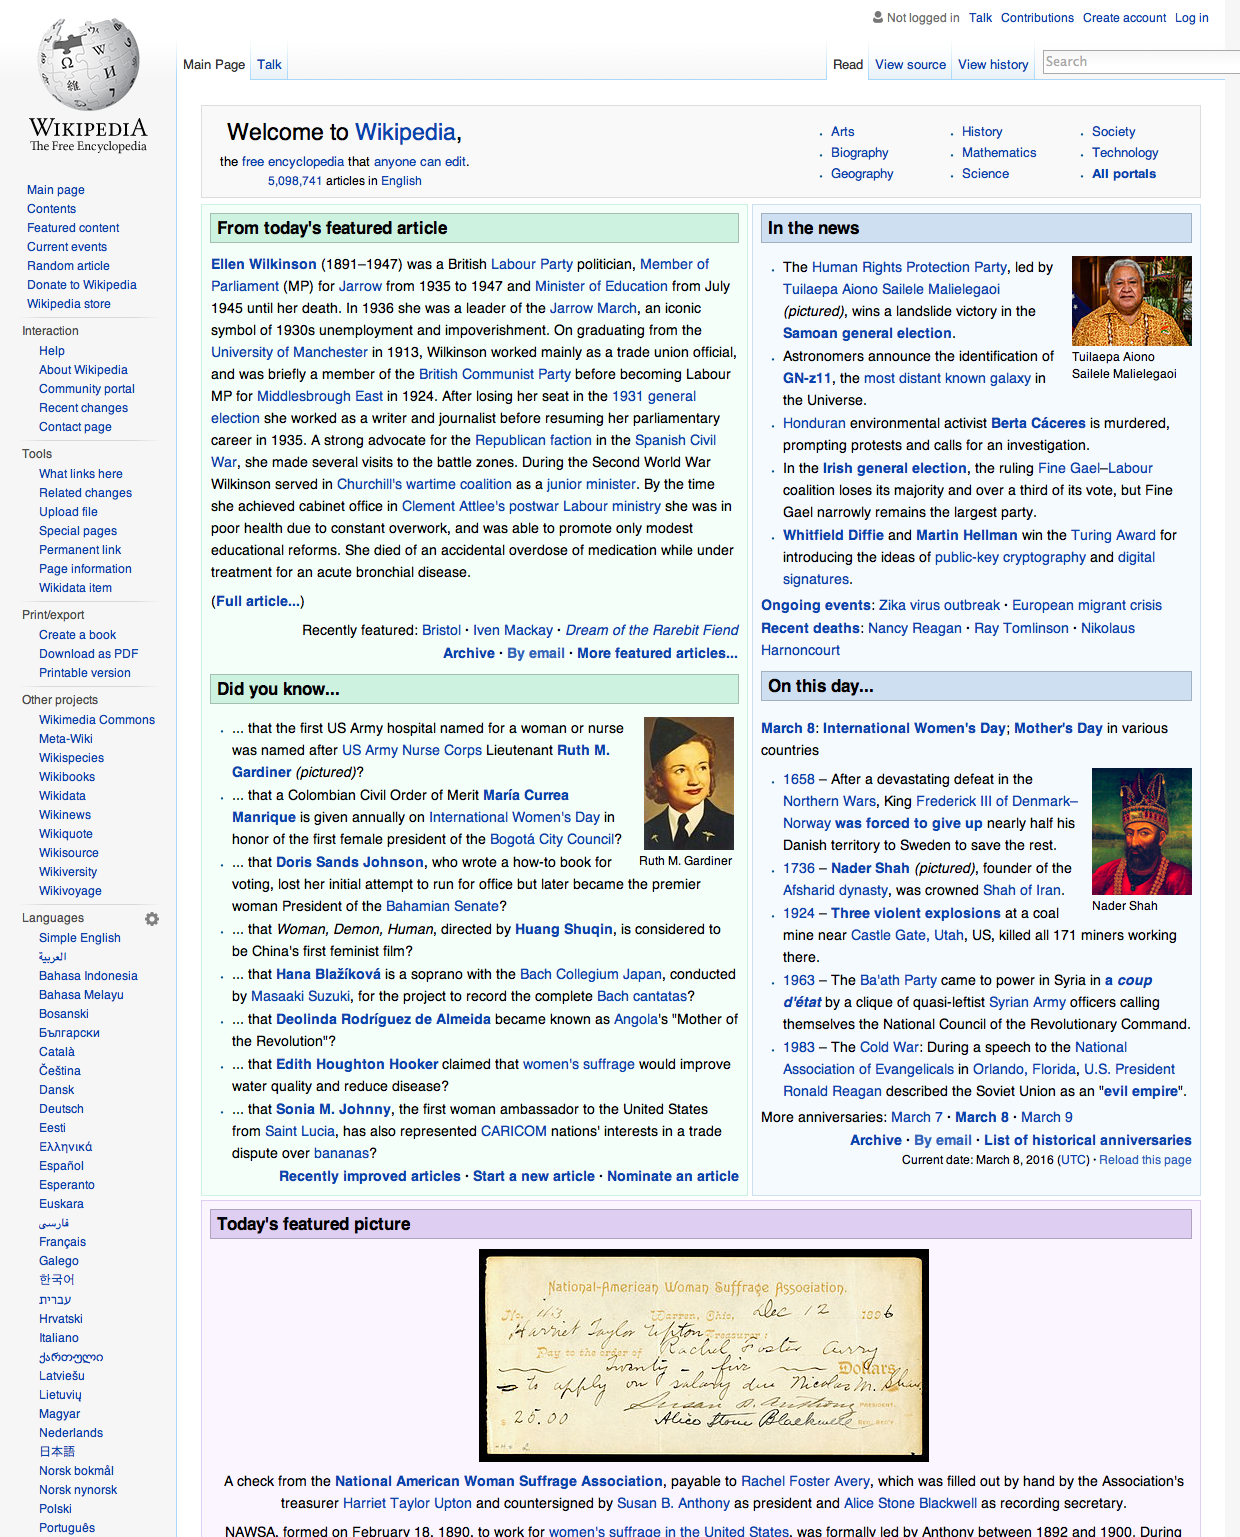 Not logged in Talk Contributions Create account Log in
Main Page Talk Read View source View history Search
WIKIPEDIA
The Free Encyclopedia
Main page
Contents
Featured content
Current events
Random article
Donate to Wikipedia
Wikipedia store
Interaction
Help
About Wikipedia
Community portal
Recent changes
Contact page
Tools
What links here
Related changes
Upload file
Special pages
Permanent link
Page information
Wikidata item
Print/export
Create a book
Download as PDF
Printable version
Other projects
Wikimedia Commons
Meta-Wiki
Wikispecies
Wikibooks
Wikidata
Wikinews
Wikiquote
Wikisource
Wikiversity
Wikivoyage
Languages
Simple English
العربية
Bahasa Indonesia
Bahasa Melayu
Bosanski
Български
Català
Čeština
Dansk
Deutsch
Eesti
Ελληνικά
Español
Esperanto
Euskara
فارسی
Français
Galego
한국어
עברית
Hrvatski
Italiano
ქართული
Latviešu
Lietuvių
Magyar
Nederlands
日本語
Norsk bokmål
Norsk nynorsk
Polski
Português
Welcome to Wikipedia,
the free encyclopedia that anyone can edit.
5,098,741 articles in English
Arts
Biography
Geography
History
Mathematics
Science
Society
Technology
All portals
From today's featured article
Ellen Wilkinson (1891–1947) was a British Labour Party politician, Member of
Parliament (MP) for Jarrow from 1935 to 1947 and Minister of Education from July
1945 until her death. In 1936 she was a leader of the Jarrow March, an iconic
symbol of 1930s unemployment and impoverishment. On graduating from the
University of Manchester in 1913, Wilkinson worked mainly as a trade union official,
and was briefly a member of the British Communist Party before becoming Labour
MP for Middlesbrough East in 1924. After losing her seat in the 1931 general
election she worked as a writer and journalist before resuming her parliamentary
career in 1935. A strong advocate for the Republican faction in the Spanish Civil
War, she made several visits to the battle zones. During the Second World War
Wilkinson served in Churchill's wartime coalition as a junior minister. By the time
she achieved cabinet office in Clement Attlee's postwar Labour ministry she was in
poor health due to constant overwork, and was able to promote only modest
educational reforms. She died of an accidental overdose of medication while under
treatment for an acute bronchial disease.
(Full article...)
Recently featured: Bristol · Iven Mackay · Dream of the Rarebit Fiend
Archive · By email · More featured articles...
Did you know...
... that the first US Army hospital named for a woman or nurse
was named after US Army Nurse Corps Lieutenant Ruth M.
Gardiner (pictured)?
... that a Colombian Civil Order of Merit María Currea
Manrique is given annually on International Women's Day in
honor of the first female president of the Bogotá City Council?
Ruth M. Gardiner
... that Doris Sands Johnson, who wrote a how-to book for
voting, lost her initial attempt to run for office but later became the premier
woman President of the Bahamian Senate?
... that Woman, Demon, Human, directed by Huang Shuqin, is considered to
be China's first feminist film?
... that Hana Blažíková is a soprano with the Bach Collegium Japan, conducted
by Masaaki Suzuki, for the project to record the complete Bach cantatas?
... that Deolinda Rodríguez de Almeida became known as Angola's "Mother of
the Revolution"?
... that Edith Houghton Hooker claimed that women's suffrage would improve
water quality and reduce disease?
... that Sonia M. Johnny, the first woman ambassador to the United States
from Saint Lucia, has also represented CARICOM nations' interests in a trade
dispute over bananas?
Recently improved articles · Start a new article · Nominate an article
In the news
The Human Rights Protection Party, led by
Tuilaepa Aiono Sailele Malielegaoi
(pictured), wins a landslide victory in the
Samoan general election.
Tuilaepa Aiono
Sailele Malielegaoi
Astronomers announce the identification of
GN-z11, the most distant known galaxy in
the Universe.
Honduran environmental activist Berta Cáceres is murdered,
prompting protests and calls for an investigation.
In the Irish general election, the ruling Fine Gael–Labour
coalition loses its majority and over a third of its vote, but Fine
Gael narrowly remains the largest party.
Whitfield Diffie and Martin Hellman win the Turing Award for
introducing the ideas of public-key cryptography and digital
signatures.
Ongoing events: Zika virus outbreak · European migrant crisis
Recent deaths: Nancy Reagan · Ray Tomlinson · Nikolaus
Harnoncourt
On this day...
March 8: International Women's Day; Mother's Day in various
countries
1658 – After a devastating defeat in the
Northern Wars, King Frederick III of Denmark–
Norway was forced to give up nearly half his
Danish territory to Sweden to save the rest.
1736 – Nader Shah (pictured), founder of the
Afsharid dynasty, was crowned Shah of Iran.
Nader Shah
1924 – Three violent explosions at a coal
mine near Castle Gate, Utah, US, killed all 171 miners working
there.
1963 – The Ba'ath Party came to power in Syria in a coup
d'état by a clique of quasi-leftist Syrian Army officers calling
themselves the National Council of the Revolutionary Command.
1983 – The Cold War: During a speech to the National
Association of Evangelicals in Orlando, Florida, U.S. President
Ronald Reagan described the Soviet Union as an "evil empire".
More anniversaries: March 7 · March 8 · March 9
Archive · By email · List of historical anniversaries
Current date: March 8, 2016 (UTC) · Reload this page
Today's featured picture
National-American Woman Suffrage Association.
No. 113 Warren, Ohio, Dec 12 1896
Harriet Taylor Upton Treasurer:
Pay to the order of Rachel Foster Avery
Twenty-five Dollars
to apply on salary due Nicolas M. Shaw
Susan B. Anthony PRESIDENT.
$ 25.00 Alice Stone Blackwell REC. SEC'Y.
A check from the National American Woman Suffrage Association, payable to Rachel Foster Avery, which was filled out by hand by the Association's
treasurer Harriet Taylor Upton and countersigned by Susan B. Anthony as president and Alice Stone Blackwell as recording secretary.
NAWSA, formed on February 18, 1890, to work for women's suffrage in the United States, was formally led by Anthony between 1892 and 1900. During